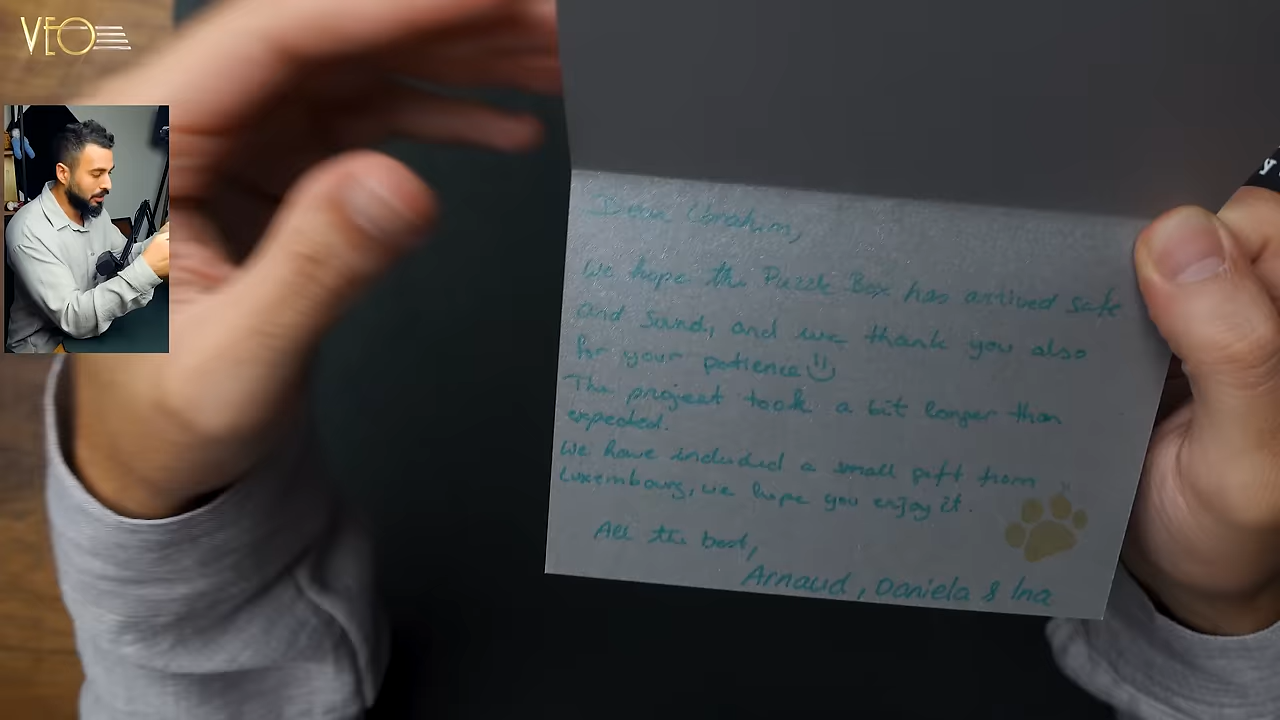 VEO
y
Dear Ibrahim,
We hope the Puzzle Box has arrived safe
and sound, and we thank you also
for your patience
The project took a bit longer than
expected.
We have included a small gift from
Luxembourg, we hope you enjoy it.
All the best,
Arnaud, Daniela & Ina